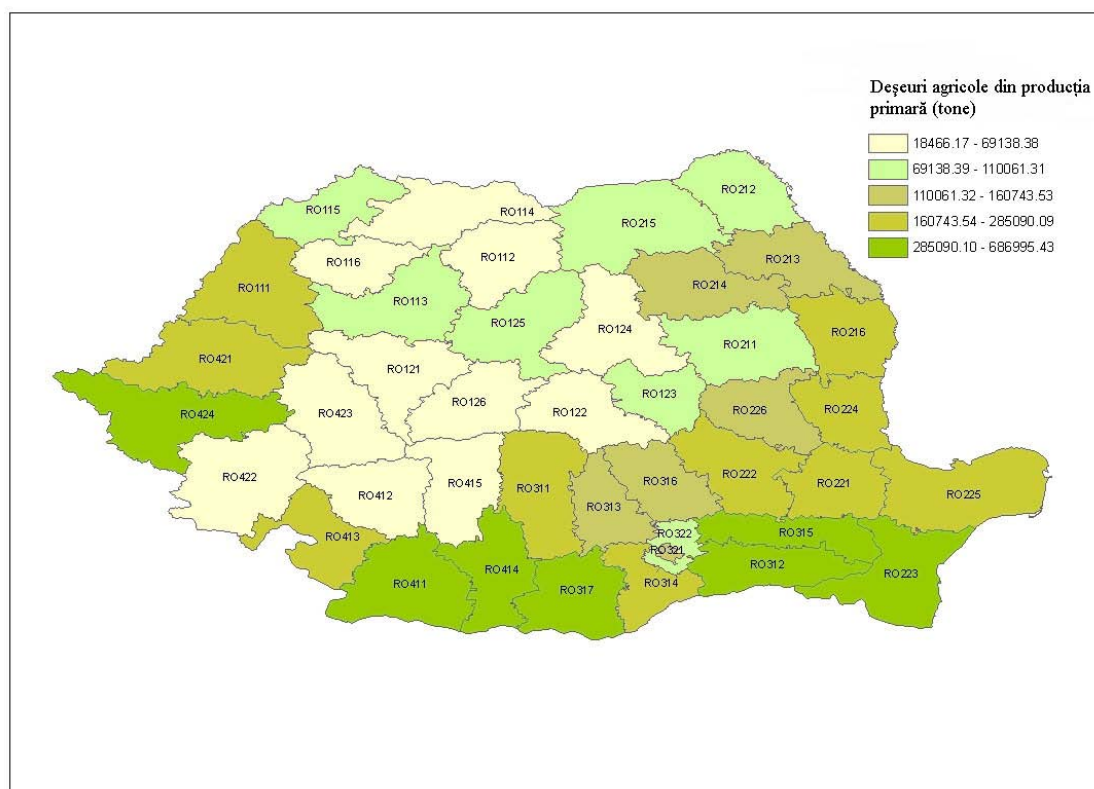 Deşeuri agricole din producţia
primară (tone)
18466.17 - 69138.38
69138.39 - 110061.31
110061.32 - 160743.53
160743.54 - 285090.09
285090.10 - 686995.43
RO212
RO115
RO114
RO215
RO112
RO213
RO116
RO111
RO214
RO113
RO125
RO124
RO216
RO211
RO421
RO121
RO123
RO126
RO226
RO424
RO423
RO122
RO224
RO422
RO415
RO311
RO316
RO222
RO221
RO225
RO412
RO313
RO322
RO315
RO413
RO321
RO312
RO411
RO414
RO317
RO314
RO223